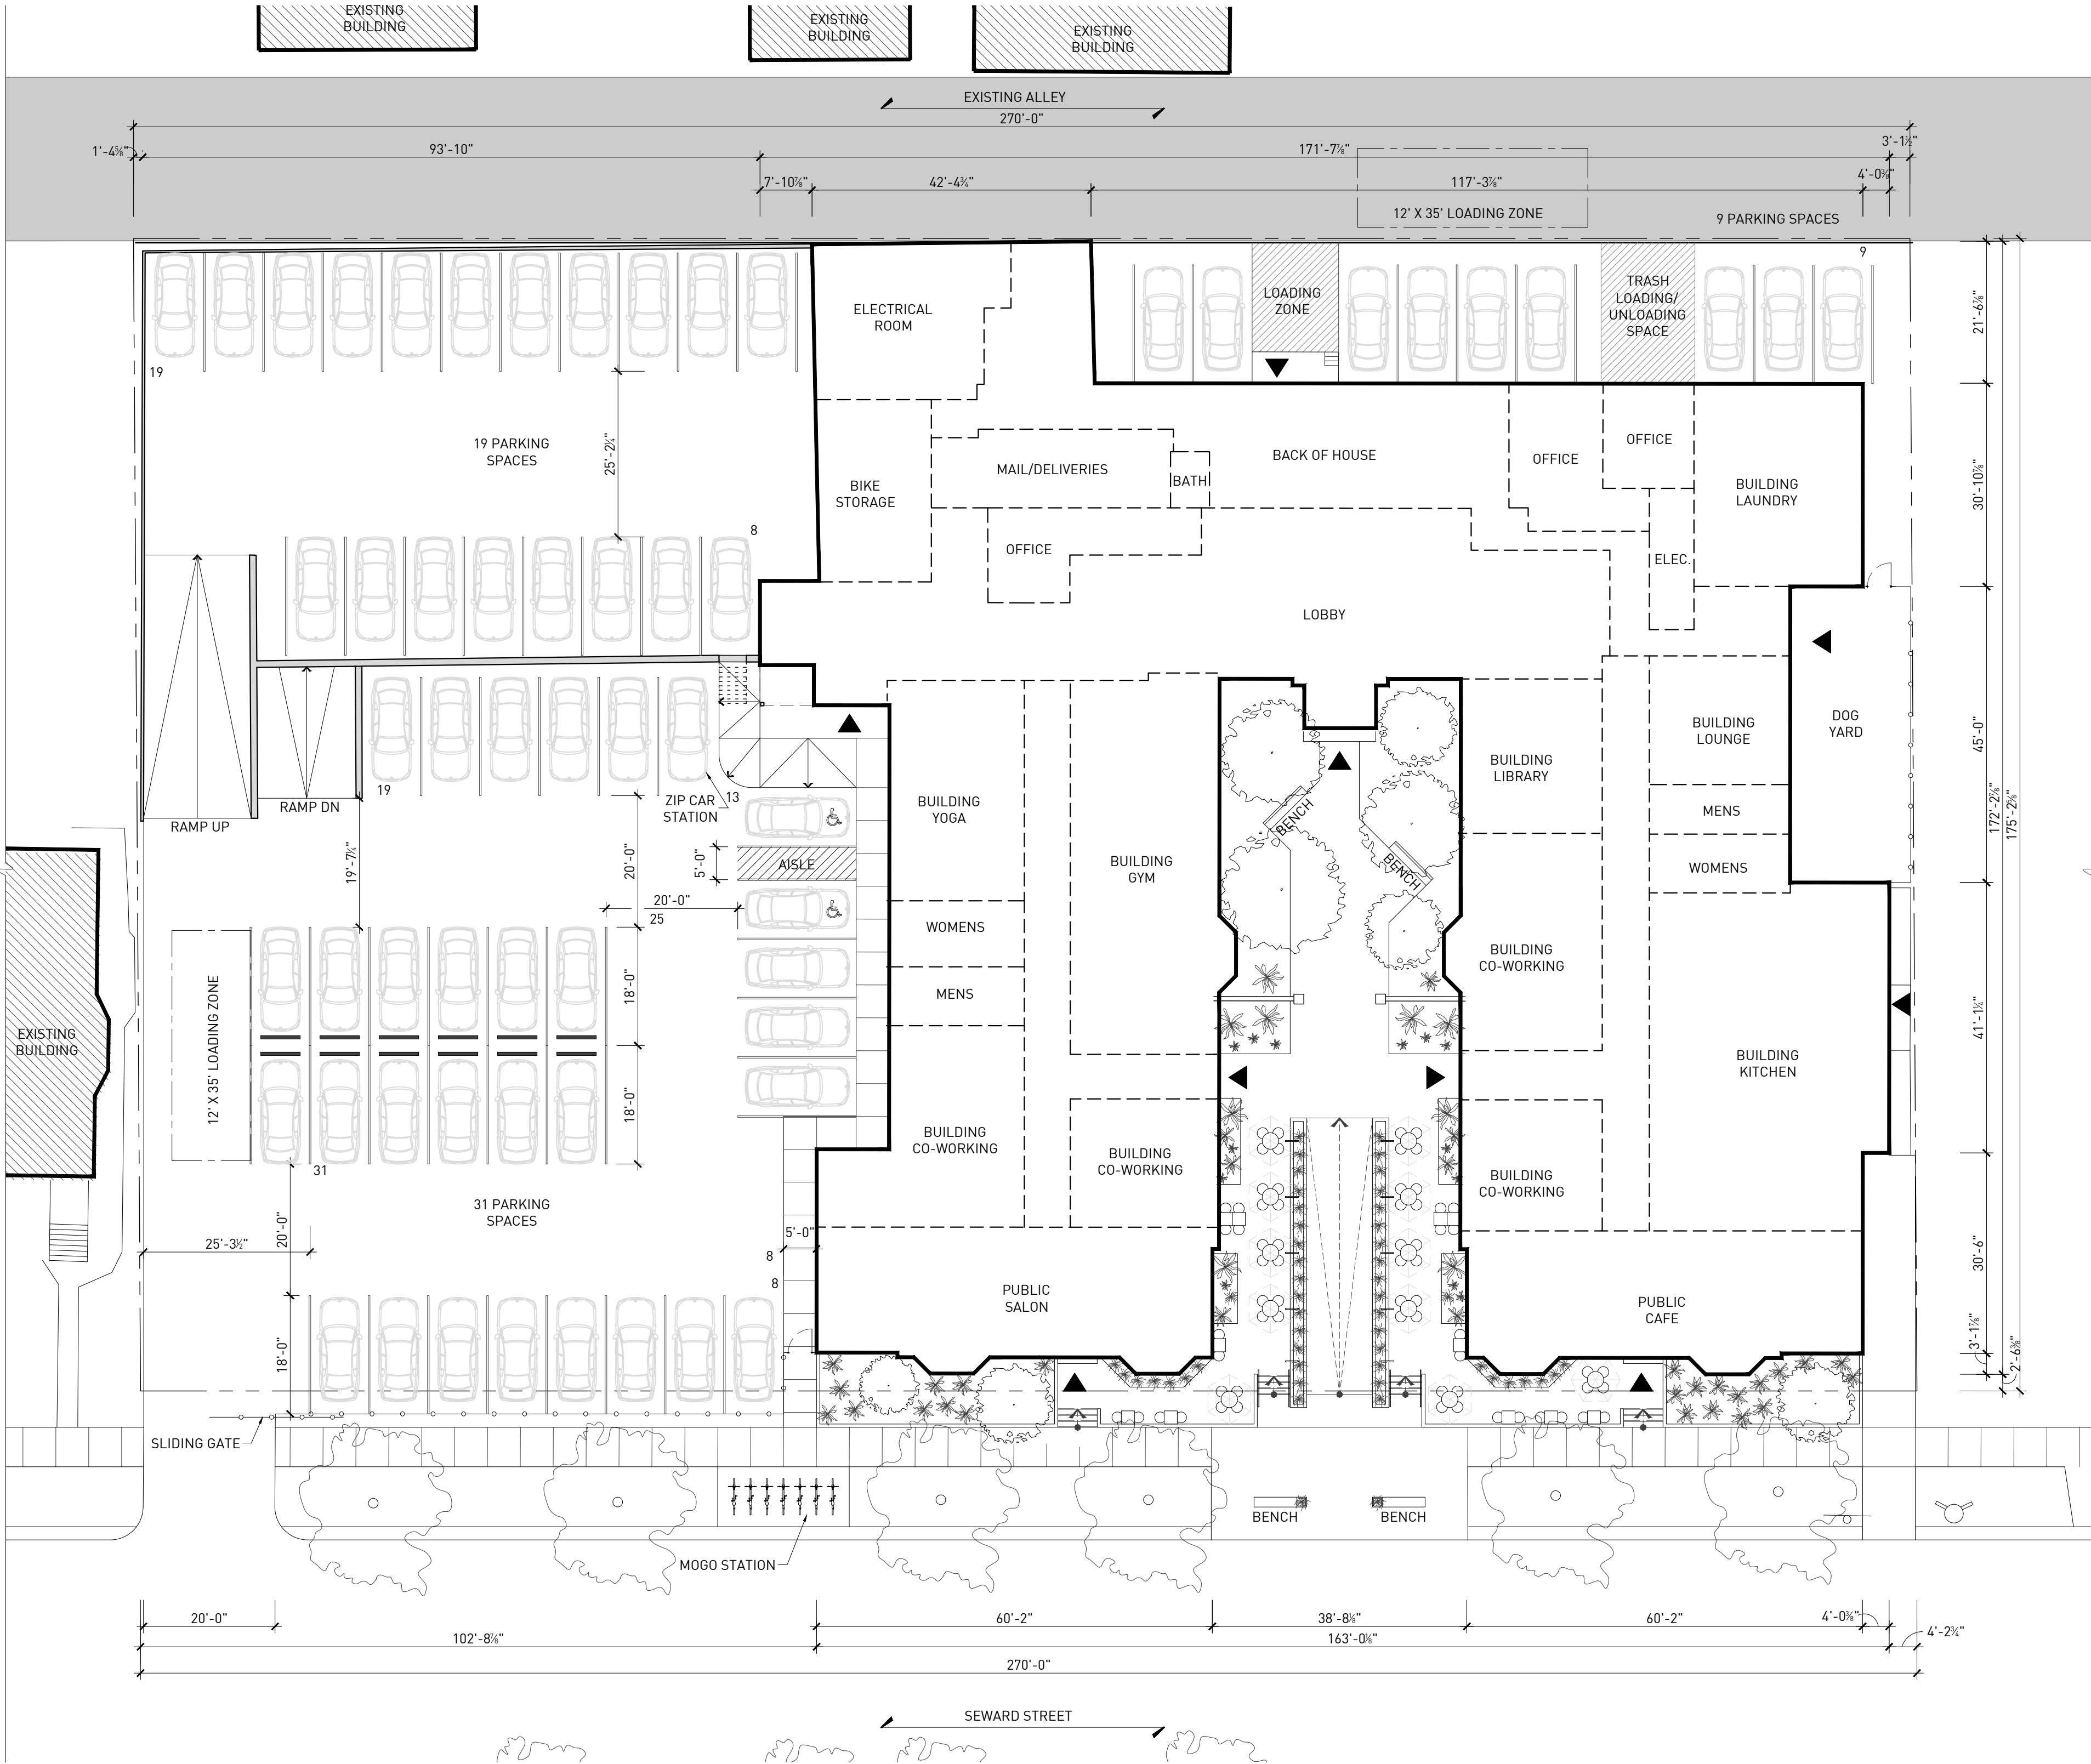 EXISTING
BUILDING
EXISTING
BUILDING
EXISTING
BUILDING
EXISTING ALLEY
270'-0"
1'-4⅝"
93'-10"
171'-7⅞"
3'-1½"
7'-10⅞"
42'-4¾"
117'-3⅞"
4'-0⅜"
12' X 35' LOADING ZONE
9 PARKING SPACES
9
ELECTRICAL
ROOM
LOADING
ZONE
TRASH
LOADING/
UNLOADING
SPACE
21'-6⅞"
19
19 PARKING
SPACES
25'-2¼"
8
BIKE
STORAGE
MAIL/DELIVERIES
BATH
BACK OF HOUSE
OFFICE
OFFICE
BUILDING
LAUNDRY
30'-10⅞"
OFFICE
ELEC.
LOBBY
RAMP UP
RAMP DN
19
ZIP CAR
STATION
13
BUILDING
YOGA
BUILDING
GYM
BENCH
BENCH
BUILDING
LIBRARY
BUILDING
LOUNGE
DOG
YARD
45'-0"
172'-2⅞"
175'-2⅝"
MENS
WOMENS
19'-7¼"
20'-0"
5'-0"
AISLE
20'-0"
25
WOMENS
MENS
BUILDING
CO-WORKING
EXISTING
BUILDING
12' X 35' LOADING ZONE
18'-0"
18'-0"
BUILDING
KITCHEN
41'-1¼"
BUILDING
CO-WORKING
BUILDING
CO-WORKING
BUILDING
CO-WORKING
31
31 PARKING
SPACES
25'-3½"
20'-0"
5'-0"
8
8
18'-0"
PUBLIC
SALON
PUBLIC
CAFE
30'-6"
3'-1⅞"
2'-6⅞"
SLIDING GATE
MOGO STATION
BENCH
BENCH
20'-0"
60'-2"
38'-8⅝"
60'-2"
4'-0⅜"
102'-8⅞"
163'-0⅝"
4'-2¾"
270'-0"
SEWARD STREET